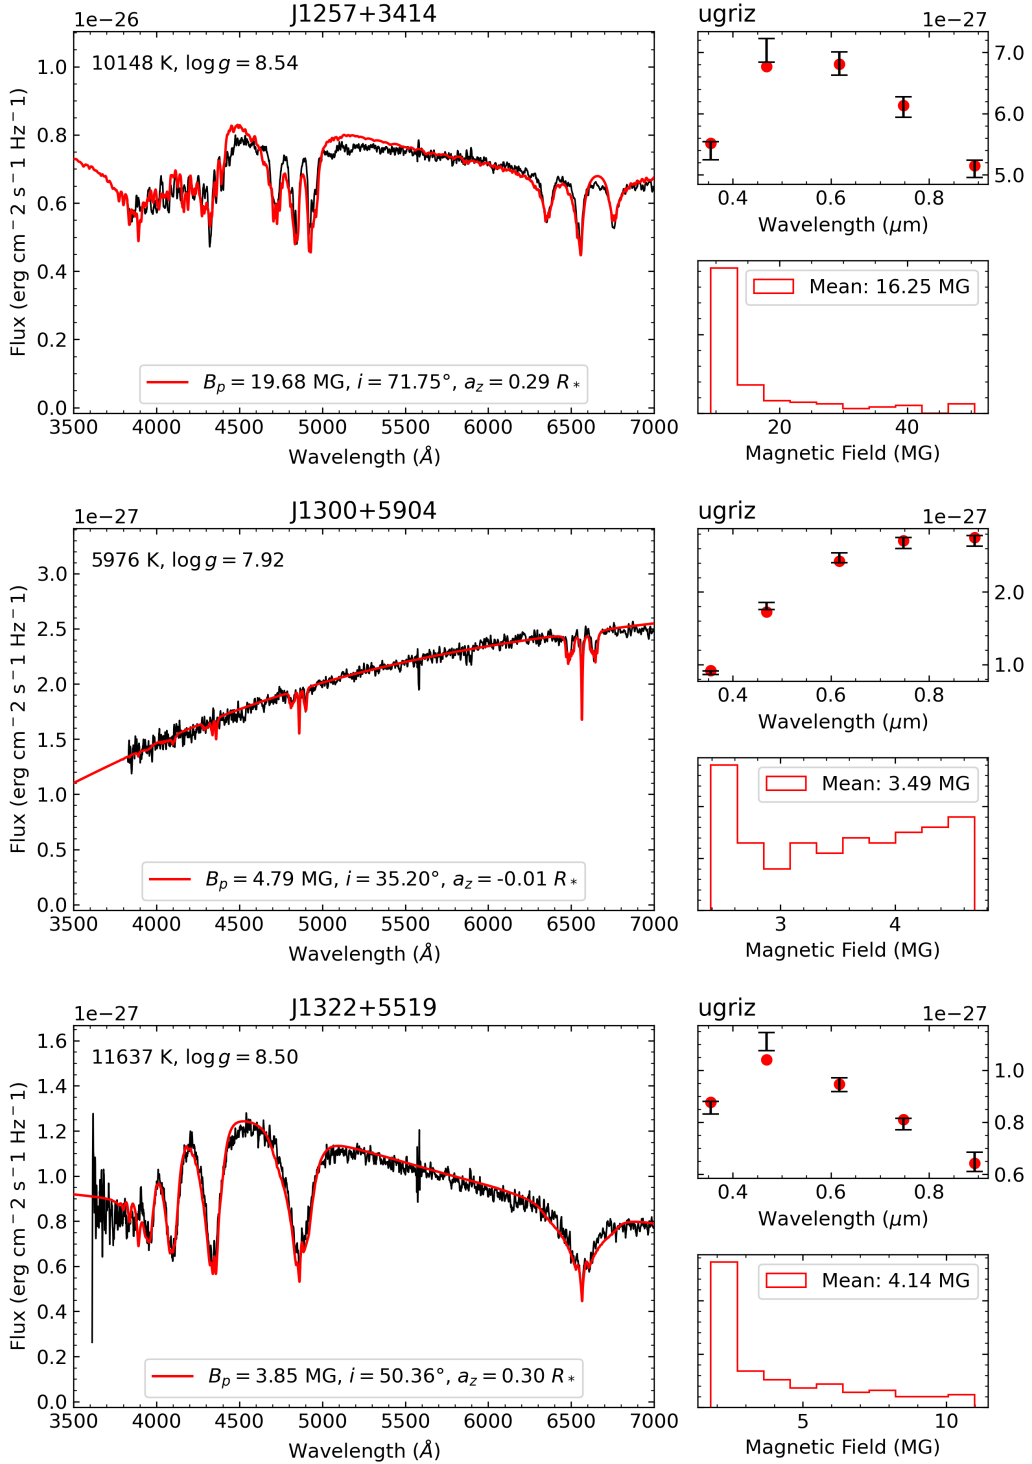 1e−26
J1257+3414
10148 K, log g = 8.54
Flux (erg cm−2 s−1 Hz−1)
1.0
0.8
0.6
0.4
0.2
0.0
B_p = 19.68 MG, i = 71.75°, a_z = 0.29 R_*
3500 4000 4500 5000 5500 6000 6500 7000
Wavelength (Å)
ugriz
1e−27
7.0
6.0
5.0
0.4 0.6 0.8
Wavelength (μm)
Mean: 16.25 MG
20 40
Magnetic Field (MG)
1e−27
J1300+5904
5976 K, log g = 7.92
Flux (erg cm−2 s−1 Hz−1)
3.0
2.5
2.0
1.5
1.0
0.5
0.0
B_p = 4.79 MG, i = 35.20°, a_z = -0.01 R_*
3500 4000 4500 5000 5500 6000 6500 7000
Wavelength (Å)
ugriz
1e−27
2.0
1.0
0.4 0.6 0.8
Wavelength (μm)
Mean: 3.49 MG
3 4
Magnetic Field (MG)
1e−27
J1322+5519
11637 K, log g = 8.50
Flux (erg cm−2 s−1 Hz−1)
1.6
1.4
1.2
1.0
0.8
0.6
0.4
0.2
0.0
B_p = 3.85 MG, i = 50.36°, a_z = 0.30 R_*
3500 4000 4500 5000 5500 6000 6500 7000
Wavelength (Å)
ugriz
1e−27
1.0
0.8
0.6
0.4 0.6 0.8
Wavelength (μm)
Mean: 4.14 MG
5 10
Magnetic Field (MG)